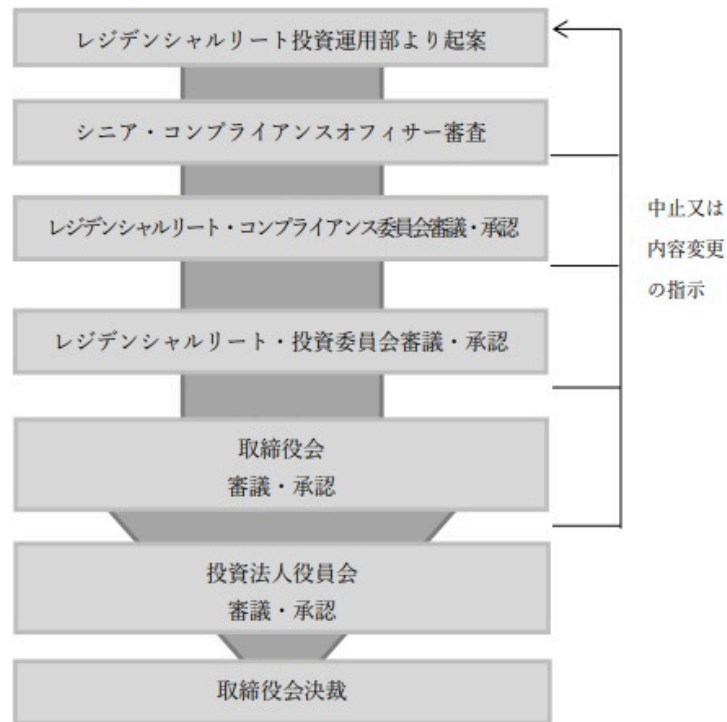 レジデンシャルリート投資運用部より起案
シニア・コンプライアンスオフィサー審査
レジデンシャルリート・コンプライアンス委員会審議・承認
レジデンシャルリート・投資委員会審議・承認
取締役会
審議・承認
投資法人役員会
審議・承認
取締役会決裁
中止又は
内容変更
の指示